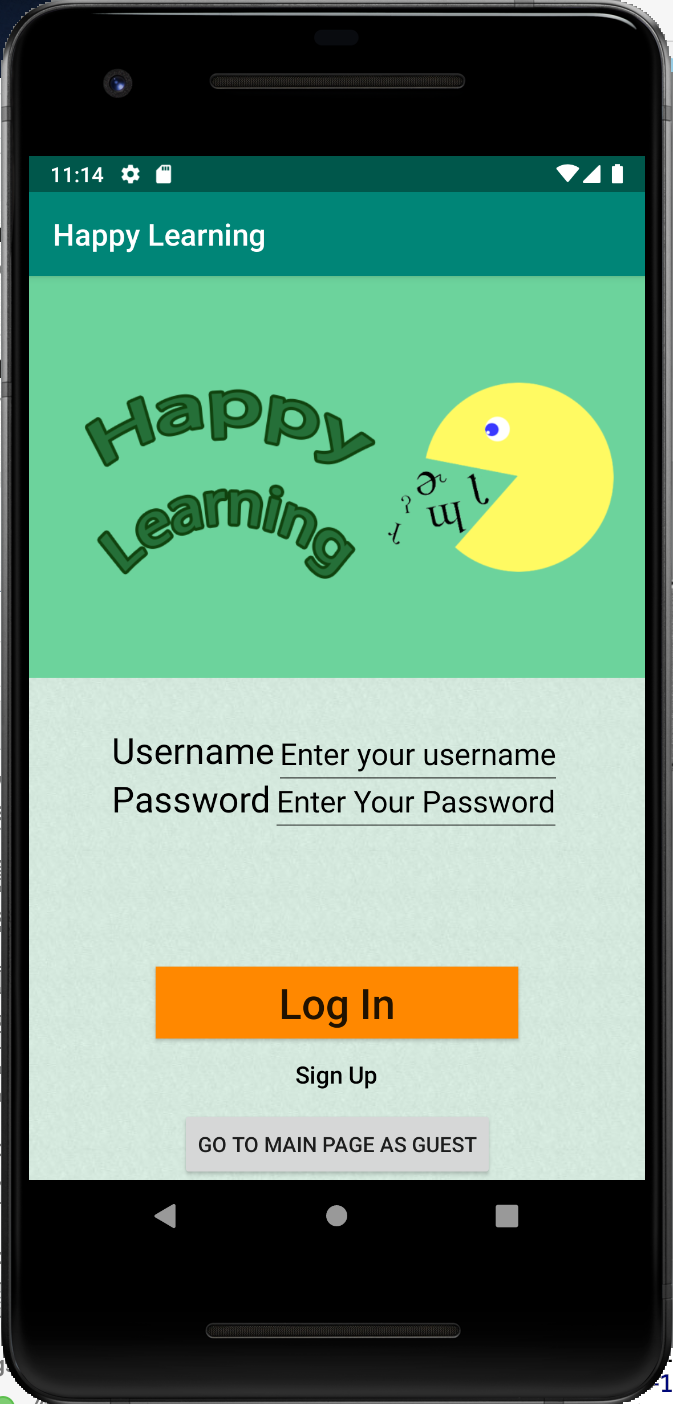 11:14
Happy Learning
Happy
Learning
Username Enter your username
Password Enter Your Password
Log In
Sign Up
GO TO MAIN PAGE AS GUEST
-1